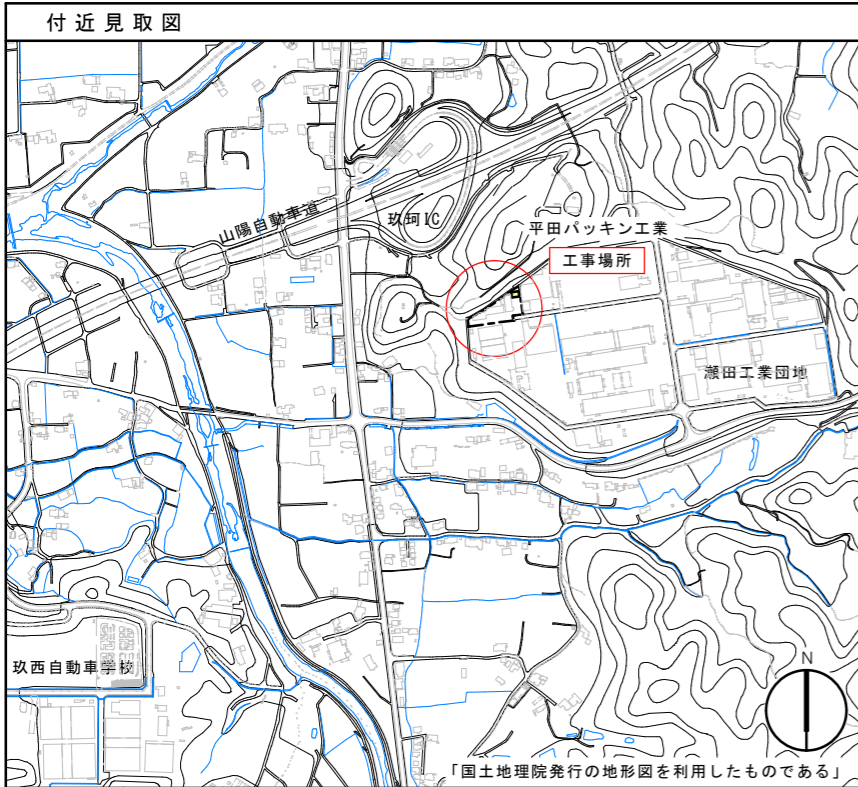 付近見取図
山陽自動車道
玖珂IC
平田パッキン工業
工事場所
瀬田工業団地
玖西自動車学校
N
「国土地理院発行の地形図を利用したものである」